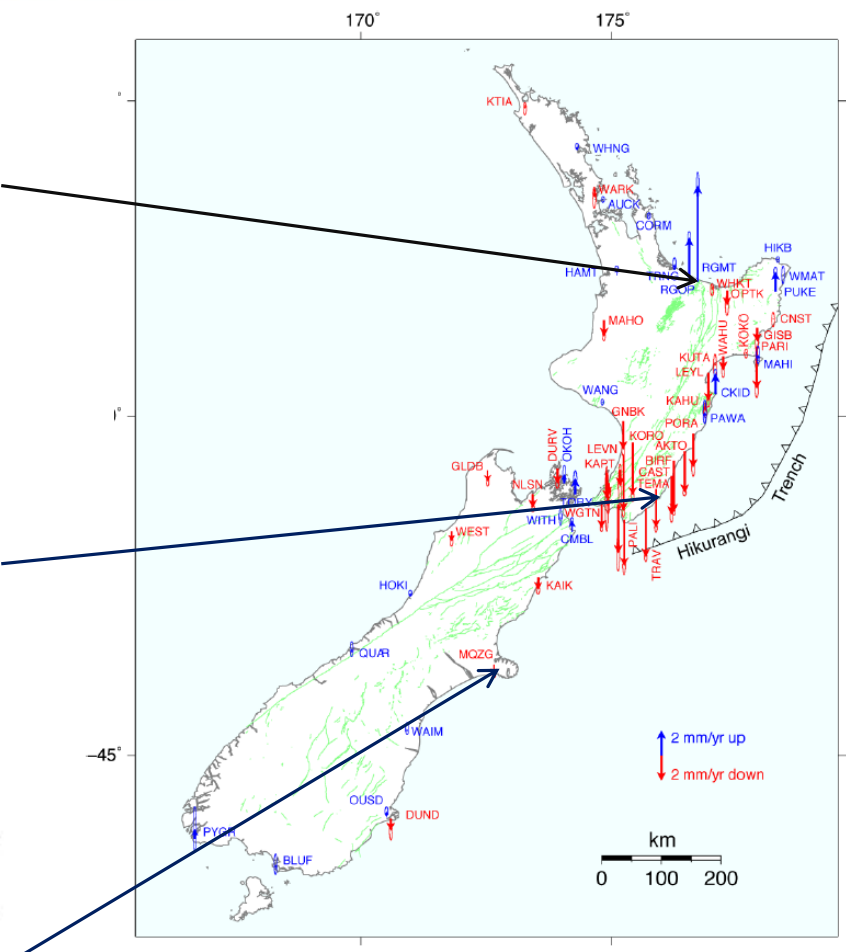 170° 175°
KTIA
WHNG
WARK
AUCK
CORM
HIKB
HAMT TRNG RGMT WMAT
RGOP WHKT PUKE
OPTK
MAHO CNST
WAHU KOKO GISB
PARI
KUTA MAHI
LEYL
WANG CKID
KAHU
GNBK PAWA
PORA
DURV OKOH LEVN KORO AKTO
GLDB KAPT BIRF
CAST
NLSN TEMA
TORY
WITH WGTN
WEST CMBL PALI TRAV
Hikurangi Trench
HOKI KAIK
QUAR MQZG
WAIM
-45°
2 mm/yr up
2 mm/yr down
OUSD DUND
PYGR
BLUF
km
0 100 200